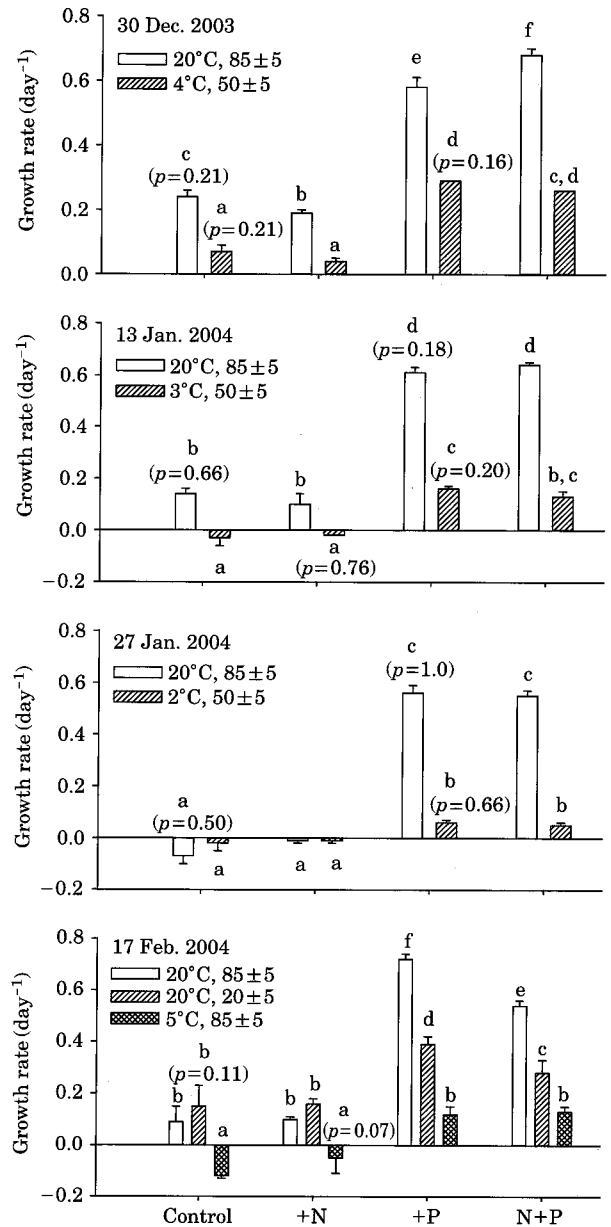 30 Dec. 2003
20°C, 85±5
4°C, 50±5
Growth rate (day⁻¹)
0.8
0.6
0.4
0.2
0.0
c
(p=0.21)
a
(p=0.21)
b
a
e
d
(p=0.16)
f
c, d
13 Jan. 2004
20°C, 85±5
3°C, 50±5
Growth rate (day⁻¹)
0.8
0.6
0.4
0.2
0.0
−0.2
b
(p=0.66)
a
b
a
(p=0.76)
d
(p=0.18)
c
(p=0.20)
d
b, c
27 Jan. 2004
20°C, 85±5
2°C, 50±5
Growth rate (day⁻¹)
0.8
0.6
0.4
0.2
0.0
−0.2
a
(p=0.50)
a
a
a
c
(p=1.0)
b
(p=0.66)
c
b
17 Feb. 2004
20°C, 85±5
20°C, 20±5
5°C, 85±5
Growth rate (day⁻¹)
0.8
0.6
0.4
0.2
0.0
−0.2
b
b
(p=0.11)
a
b
b
a
(p=0.07)
f
d
b
e
c
b
Control
+N
+P
N+P